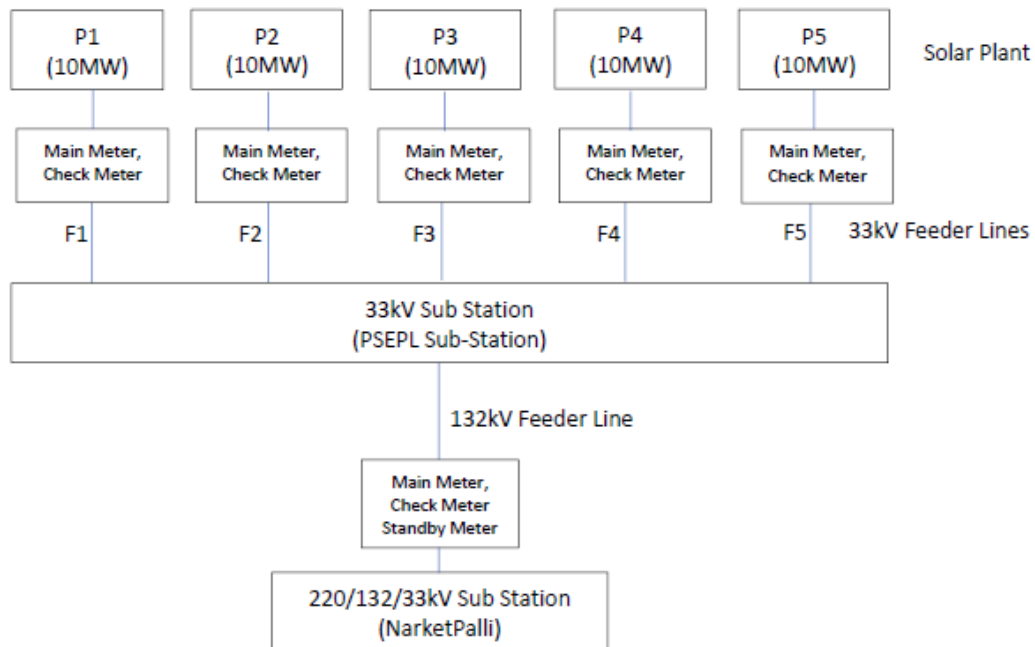 P1
(10MW)
P2
(10MW)
P3
(10MW)
P4
(10MW)
P5
(10MW)
Solar Plant
Main Meter,
Check Meter
Main Meter,
Check Meter
Main Meter,
Check Meter
Main Meter,
Check Meter
Main Meter,
Check Meter
F1
F2
F3
F4
F5
33kV Feeder Lines
33kV Sub Station
(PSEPL Sub-Station)
132kV Feeder Line
Main Meter,
Check Meter
Standby Meter
220/132/33kV Sub Station
(NarketPalli)